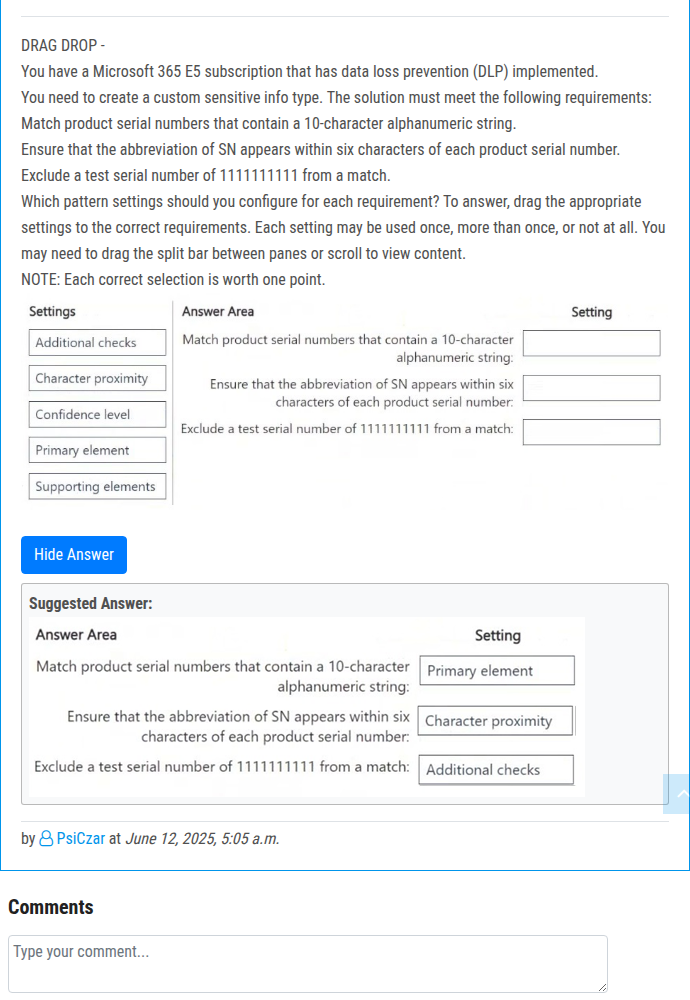 DRAG DROP -
You have a Microsoft 365 E5 subscription that has data loss prevention (DLP) implemented.
You need to create a custom sensitive info type. The solution must meet the following requirements:
Match product serial numbers that contain a 10-character alphanumeric string.
Ensure that the abbreviation of SN appears within six characters of each product serial number.
Exclude a test serial number of 1111111111 from a match.
Which pattern settings should you configure for each requirement? To answer, drag the appropriate
settings to the correct requirements. Each setting may be used once, more than once, or not at all. You
may need to drag the split bar between panes or scroll to view content.
NOTE: Each correct selection is worth one point.
Settings
Additional checks
Character proximity
Confidence level
Primary element
Supporting elements
Answer Area
Setting
Match product serial numbers that contain a 10-character
alphanumeric string:
Ensure that the abbreviation of SN appears within six
characters of each product serial number:
Exclude a test serial number of 1111111111 from a match:
Hide Answer
Suggested Answer:
Answer Area
Setting
Match product serial numbers that contain a 10-character
alphanumeric string:
Primary element
Ensure that the abbreviation of SN appears within six
characters of each product serial number:
Character proximity
Exclude a test serial number of 1111111111 from a match:
Additional checks
by PsiCzar at June 12, 2025, 5:05 a.m.
Comments
Type your comment...